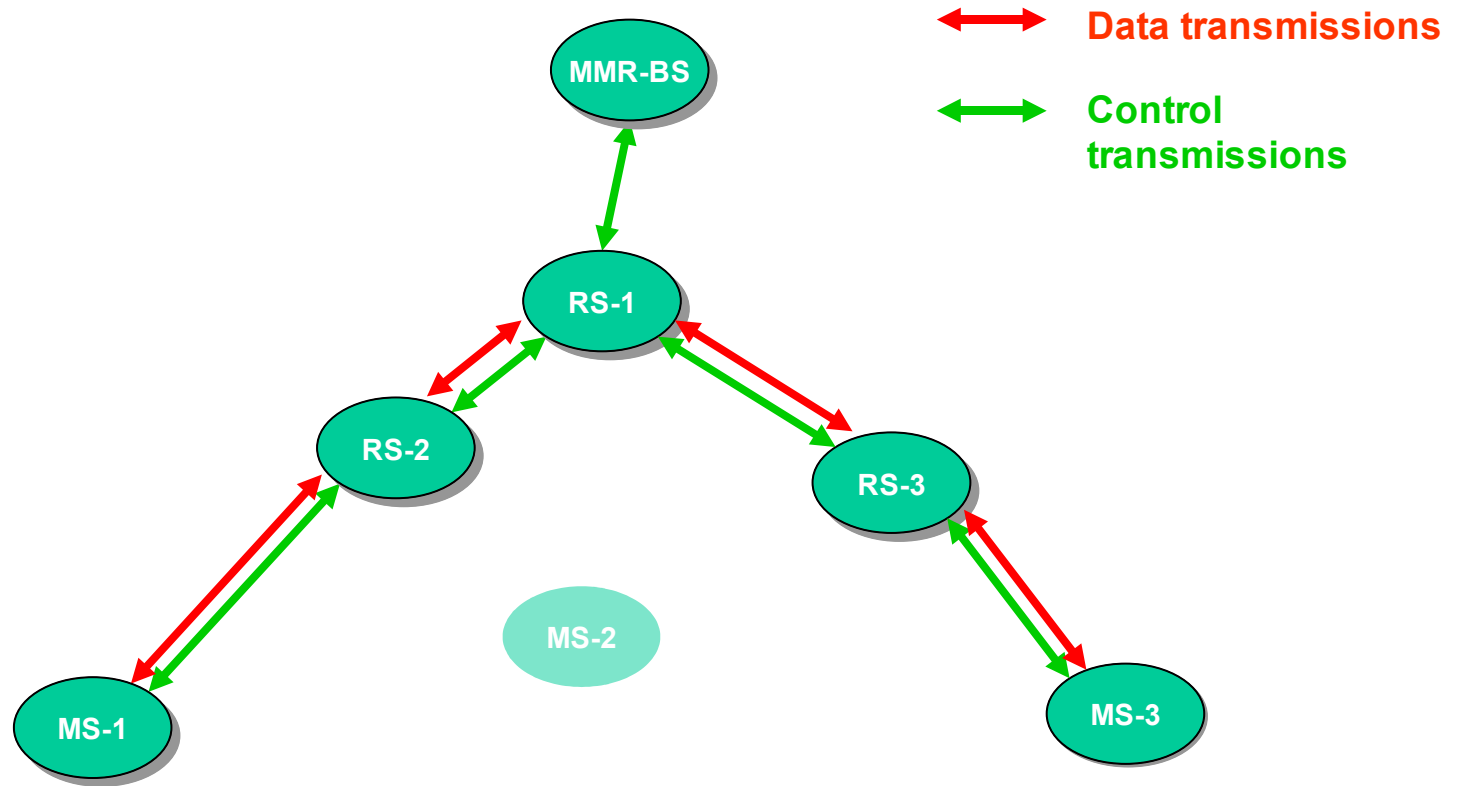 MMR-BS
Data transmissions
Control
transmissions
RS-1
RS-2
RS-3
MS-2
MS-1
MS-3